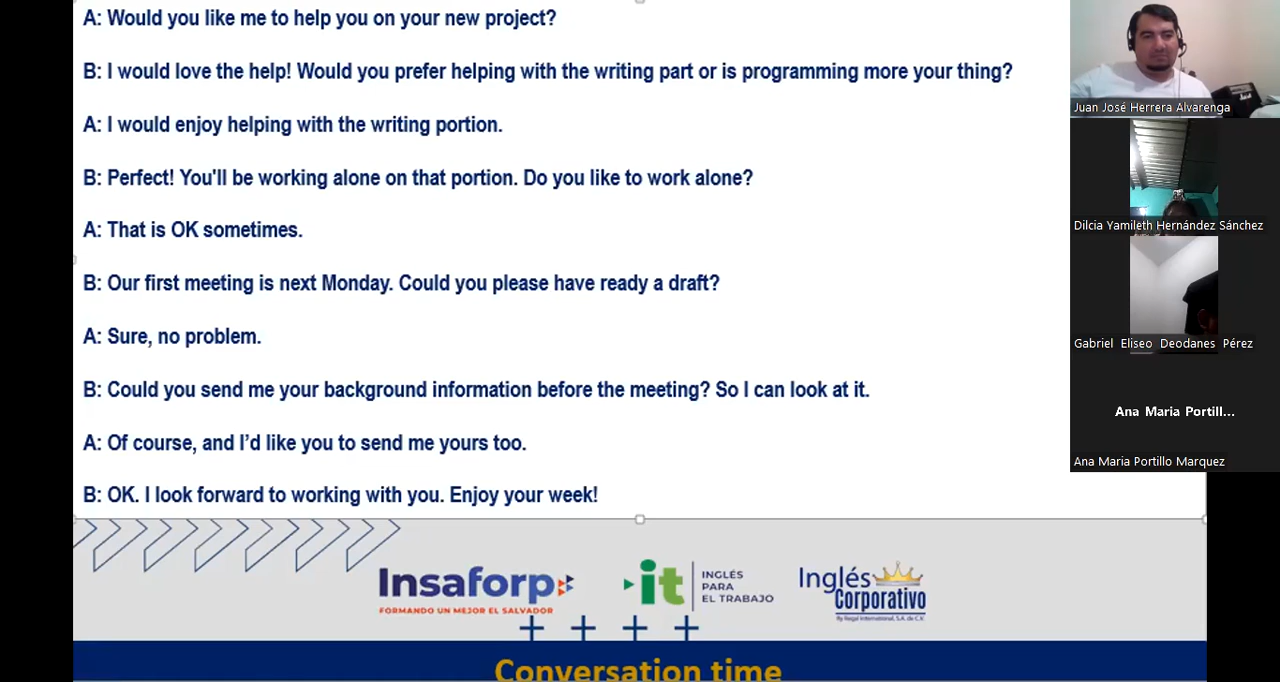 A: Would you like me to help you on your new project?
B: I would love the help! Would you prefer helping with the writing part or is programming more your thing?
A: I would enjoy helping with the writing portion.
B: Perfect! You'll be working alone on that portion. Do you like to work alone?
A: That is OK sometimes.
B: Our first meeting is next Monday. Could you please have ready a draft?
A: Sure, no problem.
B: Could you send me your background information before the meeting? So I can look at it.
A: Of course, and I'd like you to send me yours too.
B: OK. I look forward to working with you. Enjoy your week!
Insaforp
FORMANDO UN MEJOR EL SALVADOR
it
INGLÉS
PARA
EL TRABAJO
Inglés
Corporativo
By Regal International, S.A. de C.V.
Conversation time
Juan José Herrera Alvarenga
Dilcia Yamileth Hernández Sánchez
Gabriel Eliseo Deodanes Pérez
Ana Maria Portill...
Ana Maria Portillo Marquez